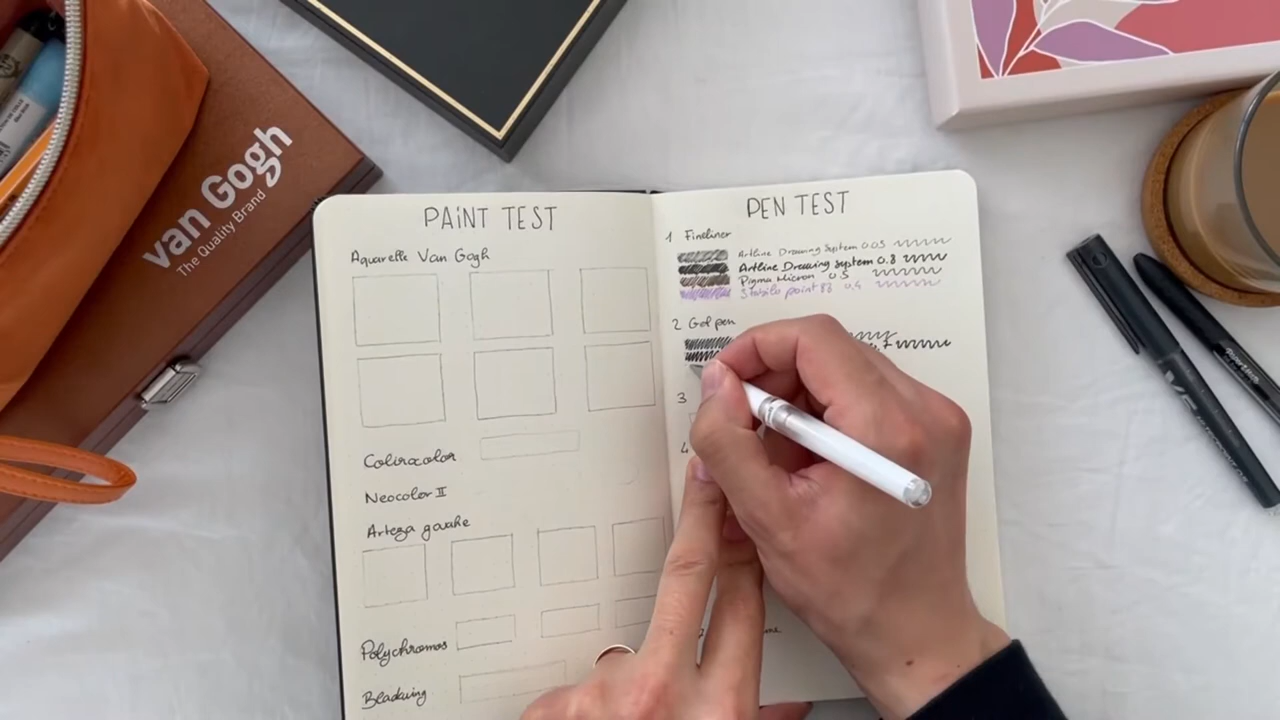 van Gogh
The Quality Brand
PAINT TEST
Aquarelle Van Gogh
Coliracolor
Neocolor II
Arteza gouache
Polychromos
Blackwing
PEN TEST
1 Fineliner
Artline Drawing System 0.05
Artline Drawing System 0.8
Pigma Micron 0.5
Stabilo point 88 0,4
2 Gel pen
3
4